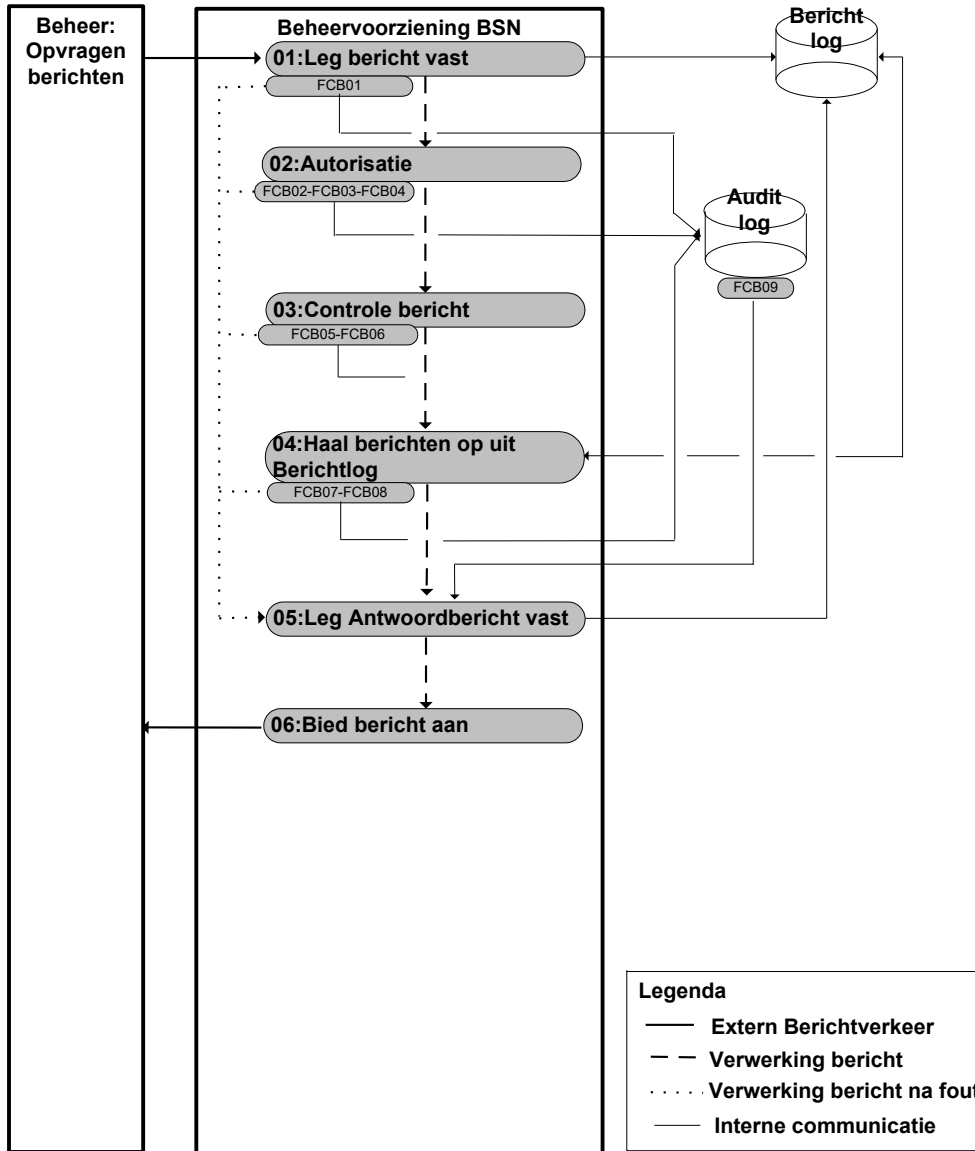 Beheer:
Opvragen
berichten
Beheervoorziening BSN
01:Leg bericht vast
FCB01
02:Autorisatie
FCB02-FCB03-FCB04
03:Controle bericht
FCB05-FCB06
04:Haal berichten op uit
Berichtlog
FCB07-FCB08
05:Leg Antwoordbericht vast
06:Bied bericht aan
Bericht
log
Audit
log
FCB09
Legenda
Extern Berichtverkeer
Verwerking bericht
Verwerking bericht na fout
Interne communicatie